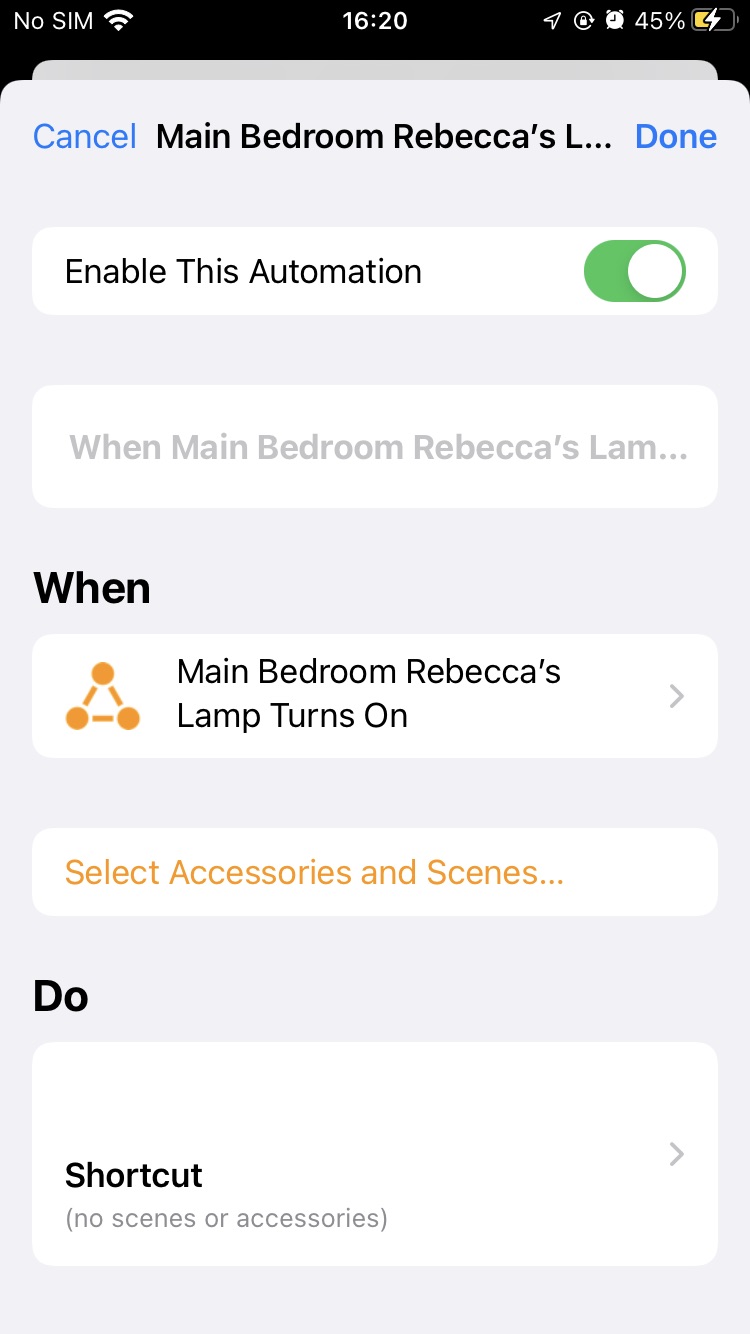 No SIM 16:20 45%
Cancel Main Bedroom Rebecca’s L... Done
Enable This Automation
When Main Bedroom Rebecca’s Lam...
When
Main Bedroom Rebecca’s
Lamp Turns On
Select Accessories and Scenes...
Do
Shortcut
(no scenes or accessories)